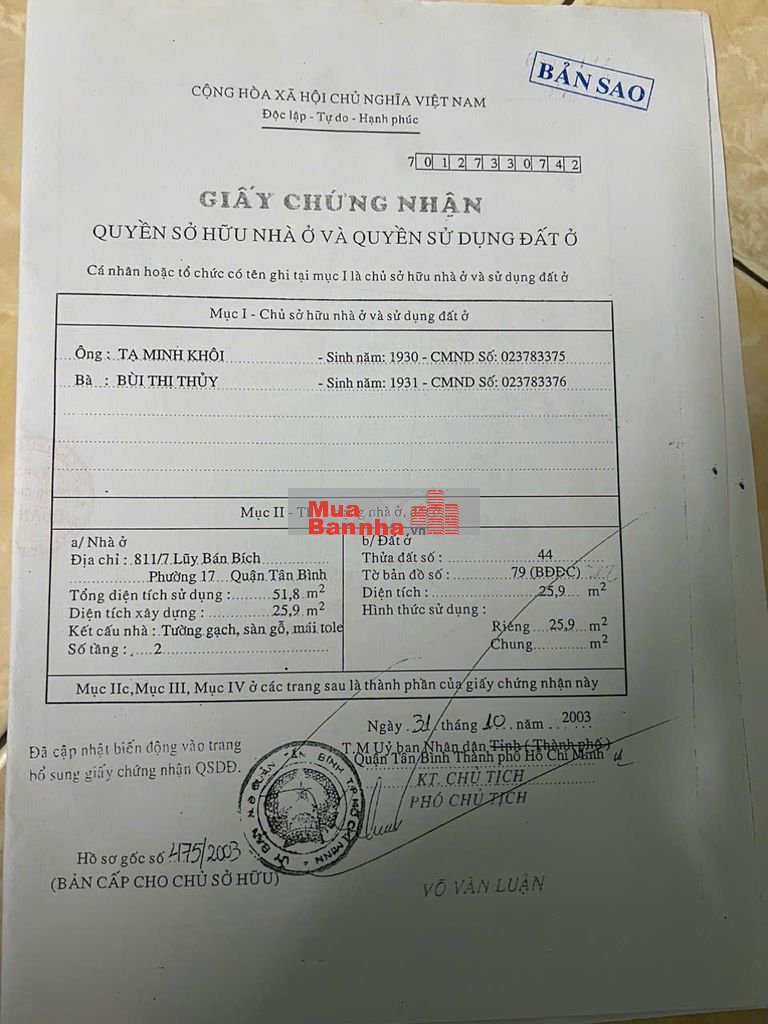 BẢN SAO
CỘNG HÒA XÃ HỘI CHỦ NGHĨA VIỆT NAM
Độc lập - Tự do - Hạnh phúc
7 0 1 2 7 3 3 0 7 4 2
GIẤY CHỨNG NHẬN
QUYỀN SỞ HỮU NHÀ Ở VÀ QUYỀN SỬ DỤNG ĐẤT Ở
Cá nhân hoặc tổ chức có tên ghi tại mục I là chủ sở hữu nhà ở và sử dụng đất ở
Mục I - Chủ sở hữu nhà ở và sử dụng đất ở
Ông : TẠ MINH KHÔI - Sinh năm: 1930 - CMND Số: 023783375
Bà : BÙI THỊ THỦY - Sinh năm: 1931 - CMND Số: 023783376
Mục II - nhà ở,
Mua
Bannha.vn
a/ Nhà ở
Địa chỉ : 811/7 Lũy Bán Bích
Phường 17 Quận Tân Bình
Tổng diện tích sử dụng : 51,8 m²
Diện tích xây dựng : 25,9 m²
Kết cấu nhà : Tường gạch, sàn gỗ, mái tole
Số tầng : 2
b/ Đất ở
Thửa đất số : 44
Tờ bản đồ số : 79 (BĐĐC)
Diện tích : 25,9 m²
Hình thức sử dụng :
Riêng 25,9 m²
Chung m²
Mục IIc, Mục III, Mục IV ở các trang sau là thành phần của giấy chứng nhận này
Ngày 31 tháng 10 năm 2003
T.M Uỷ ban Nhân dân Tỉnh ( Thành phố )
Quận Tân Bình Thành phố Hồ Chí Minh
KT. CHỦ TỊCH
PHÓ CHỦ TỊCH
Đã cập nhật biến động vào trang
bổ sung giấy chứng nhận QSDĐ.
ỦY BAN N D QUẬN TÂN BÌNH T.P HỒ CHÍ MINH
Hồ sơ gốc số 475/2003
(BẢN CẤP CHO CHỦ SỞ HỮU)
VÕ VĂN LUẬN